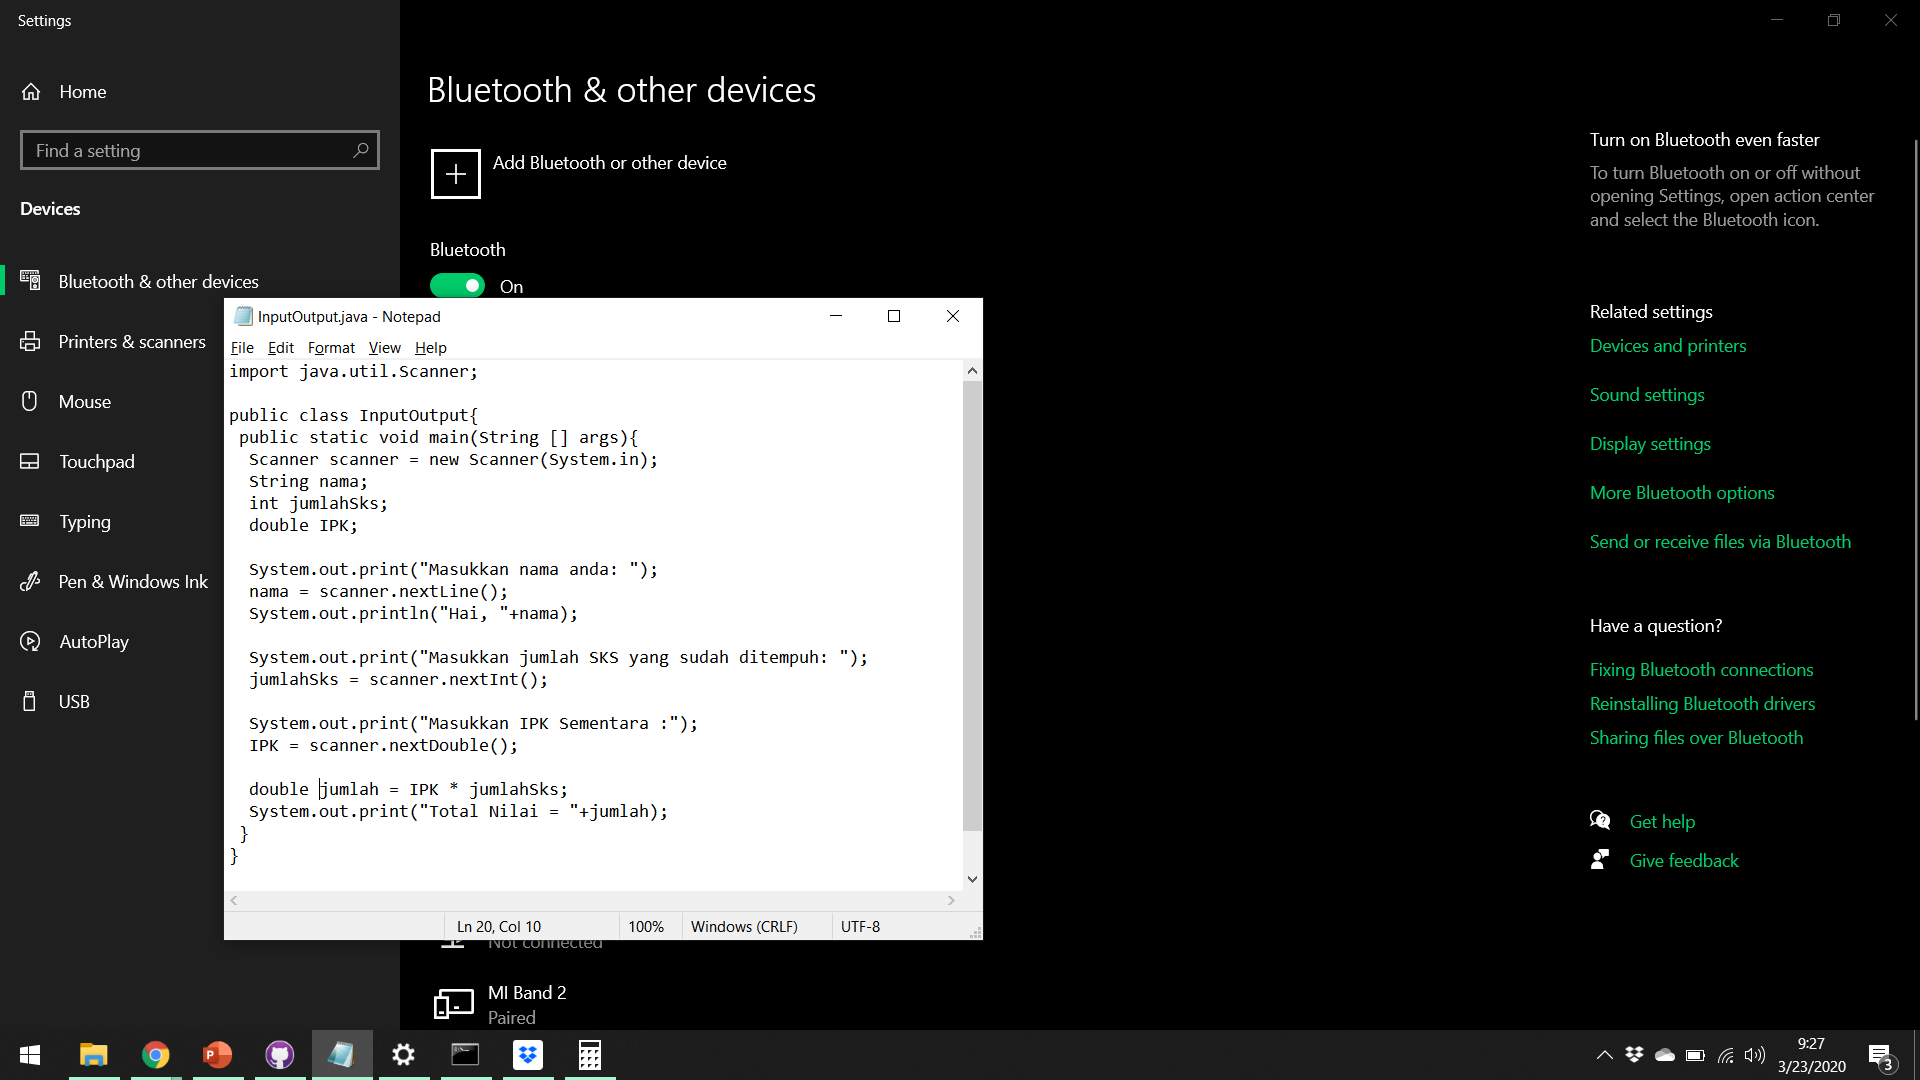 Settings
Home
Find a setting
Devices
Bluetooth & other devices
Printers & scanners
Mouse
Touchpad
Typing
Pen & Windows Ink
AutoPlay
USB
Bluetooth & other devices
Add Bluetooth or other device
Bluetooth
On
InputOutput.java - Notepad
File Edit Format View Help
import java.util.Scanner;
public class InputOutput{
public static void main(String [] args){
Scanner scanner = new Scanner(System.in);
String nama;
int jumlahSks;
double IPK;
System.out.print("Masukkan nama anda: ");
nama = scanner.nextLine();
System.out.println("Hai, "+nama);
System.out.print("Masukkan jumlah SKS yang sudah ditempuh: ");
jumlahSks = scanner.nextInt();
System.out.print("Masukkan IPK Sementara :");
IPK = scanner.nextDouble();
double jumlah = IPK * jumlahSks;
System.out.print("Total Nilai = "+jumlah);
}
}
Ln 20, Col 10 100% Windows (CRLF) UTF-8
Not connected
MI Band 2
Paired
Turn on Bluetooth even faster
To turn Bluetooth on or off without
opening Settings, open action center
and select the Bluetooth icon.
Related settings
Devices and printers
Sound settings
Display settings
More Bluetooth options
Send or receive files via Bluetooth
Have a question?
Fixing Bluetooth connections
Reinstalling Bluetooth drivers
Sharing files over Bluetooth
Get help
Give feedback
9:27
3/23/2020
3